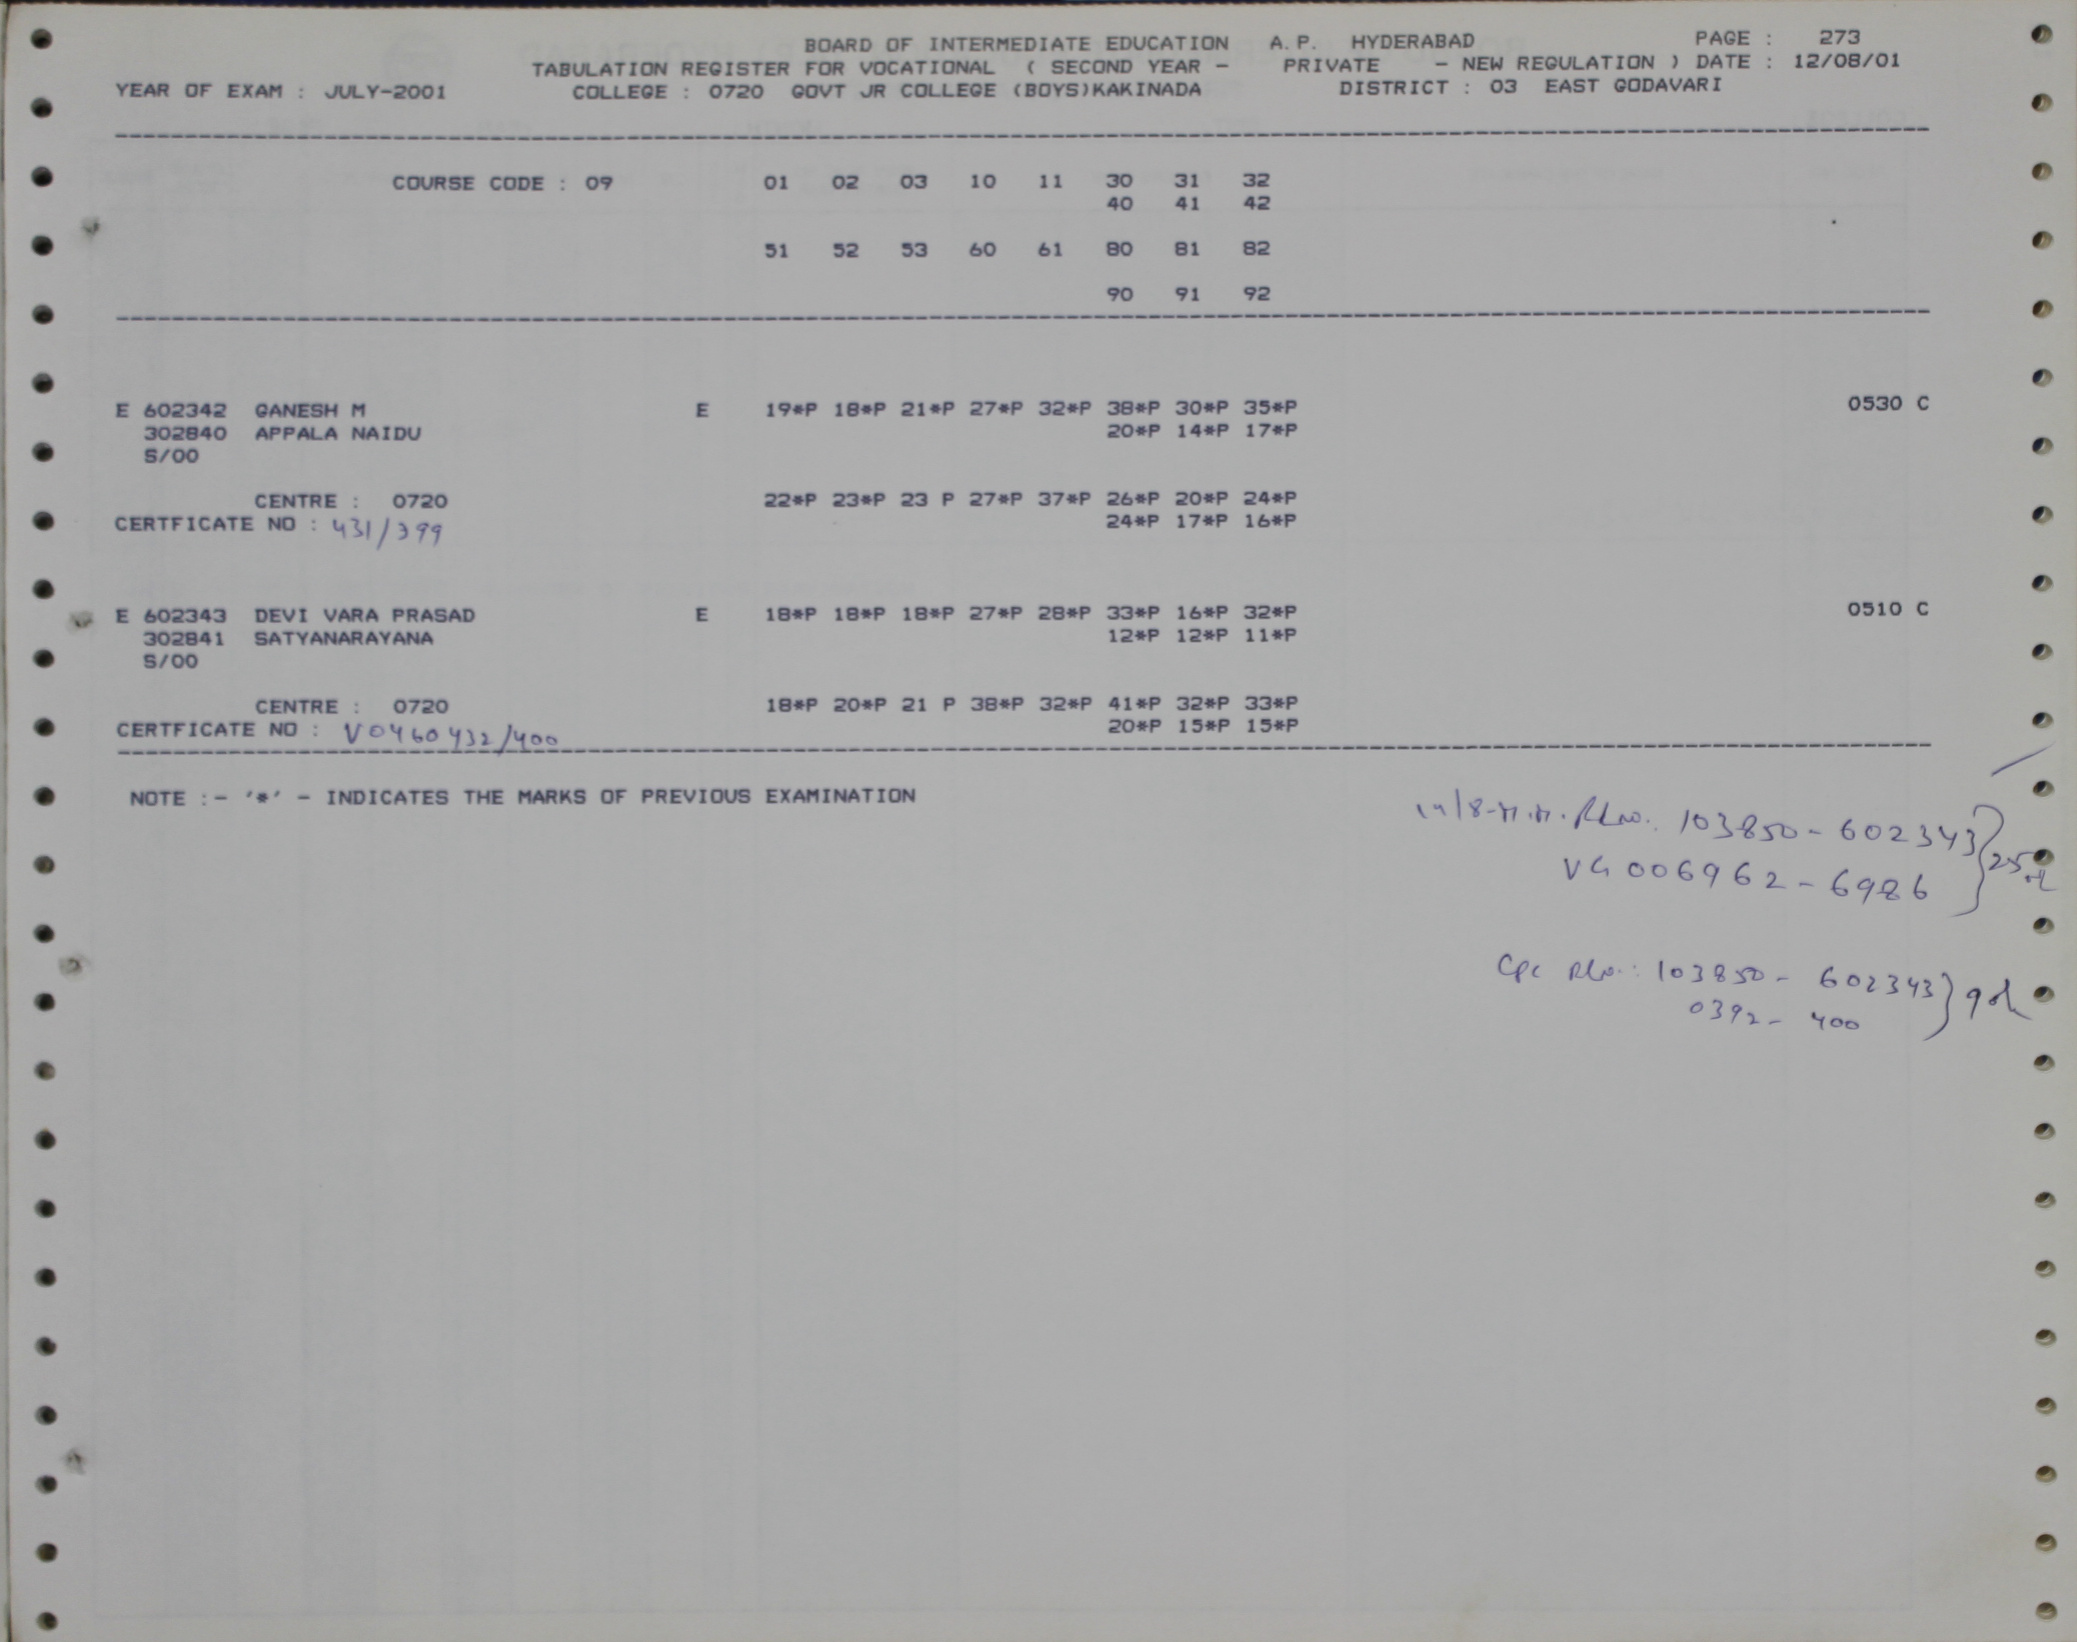 BOARD OF INTERMEDIATE EDUCATION A.P. HYDERABAD PAGE : 273
TABULATION REGISTER FOR VOCATIONAL ( SECOND YEAR - PRIVATE - NEW REGULATION ) DATE : 12/08/01
YEAR OF EXAM : JULY-2001 COLLEGE : 0720 GOVT JR COLLEGE (BOYS)KAKINADA DISTRICT : 03 EAST GODAVARI
COURSE CODE : 09 01 02 03 10 11 30 31 32
40 41 42
51 52 53 60 61 80 81 82
90 91 92
E 602342 GANESH M E 19*P 18*P 21*P 27*P 32*P 38*P 30*P 35*P 0530 C
302840 APPALA NAIDU 20*P 14*P 17*P
S/00
CENTRE : 0720 22*P 23*P 23 P 27*P 37*P 26*P 20*P 24*P
CERTFICATE NO : 431/399 24*P 17*P 16*P
E 602343 DEVI VARA PRASAD E 18*P 18*P 18*P 27*P 28*P 33*P 16*P 32*P 0510 C
302841 SATYANARAYANA 12*P 12*P 11*P
S/00
CENTRE : 0720 18*P 20*P 21 P 38*P 32*P 41*P 32*P 33*P
CERTFICATE NO : V0460432/400 20*P 15*P 15*P
NOTE :- '*' - INDICATES THE MARKS OF PREVIOUS EXAMINATION
103850 - 602343
VG 006962 - 6986 } 25
103850 - 602343
0392 - 400 } 9